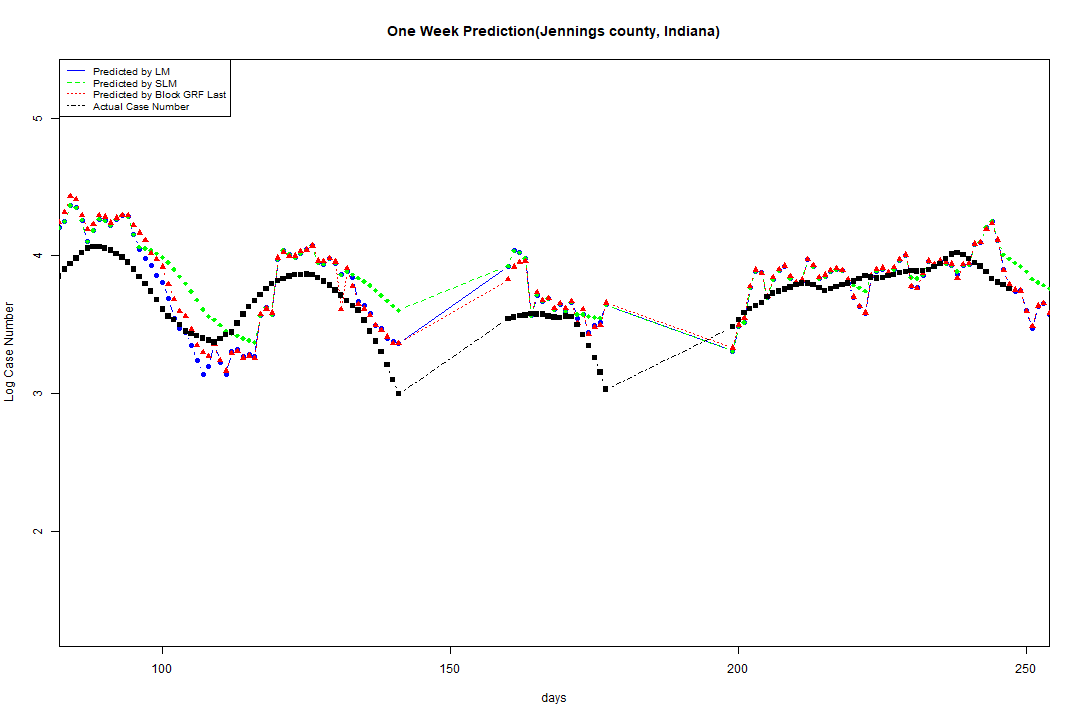 One Week Prediction(Jennings county, Indiana)
Predicted by LM
Predicted by SLM
Predicted by Block GRF Last
Actual Case Number
5
4
3
2
Log Case Number
100 150 200 250
days